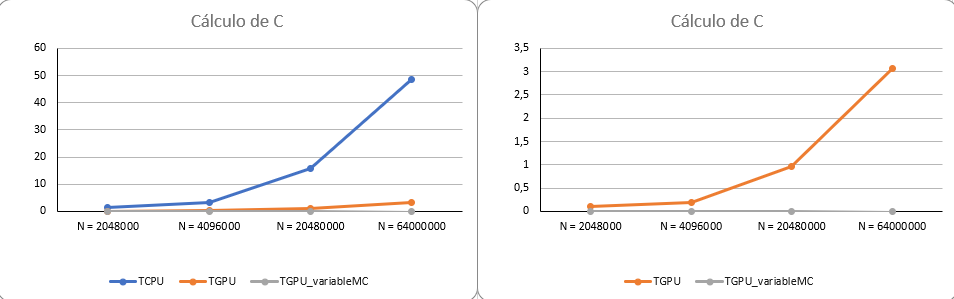 Cálculo de C
60
50
40
30
20
10
0
N = 2048000 N = 4096000 N = 20480000 N = 64000000
TCPU TGPU TGPU_variableMC
Cálculo de C
3,5
3
2,5
2
1,5
1
0,5
0
N = 2048000 N = 4096000 N = 20480000 N = 64000000
TGPU TGPU_variableMC